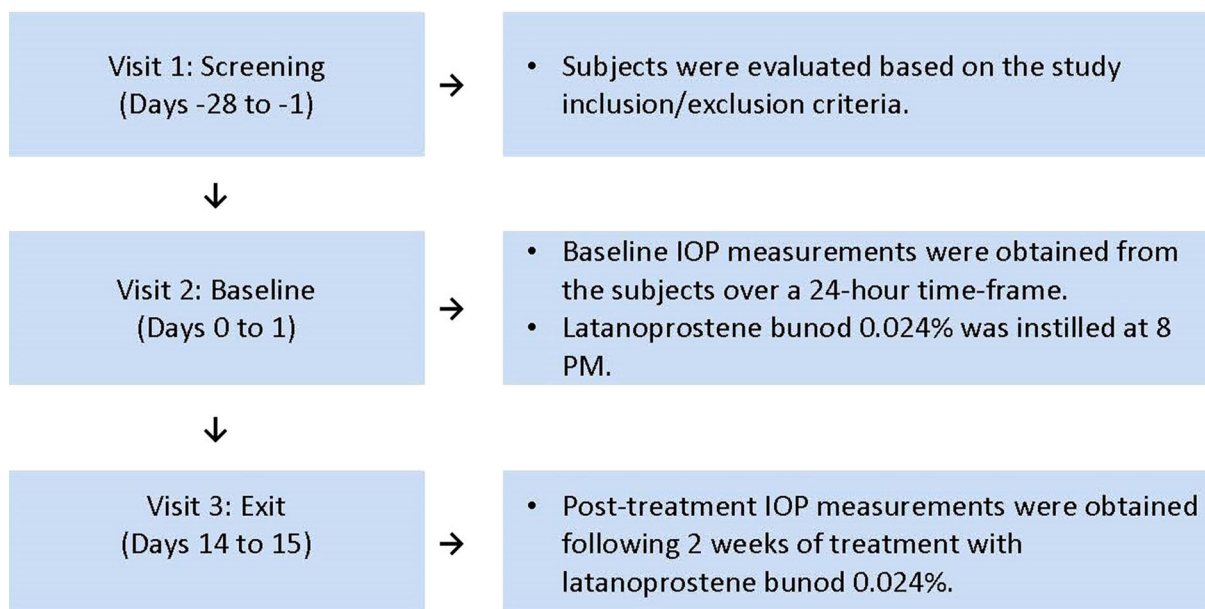 Visit 1: Screening
(Days -28 to -1)
→
• Subjects were evaluated based on the study
inclusion/exclusion criteria.
↓
Visit 2: Baseline
(Days 0 to 1)
→
• Baseline IOP measurements were obtained from
the subjects over a 24-hour time-frame.
• Latanoprostene bunod 0.024% was instilled at 8
PM.
↓
Visit 3: Exit
(Days 14 to 15)
→
• Post-treatment IOP measurements were obtained
following 2 weeks of treatment with
latanoprostene bunod 0.024%.